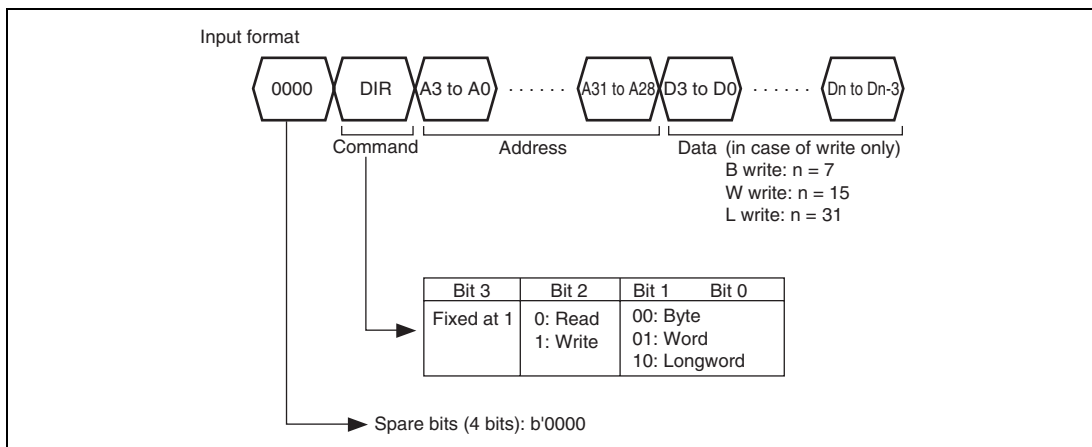 Input format
0000 DIR A3 to A0 ······ A31 to A28 D3 to D0 ······ Dn to Dn-3
Command Address Data (in case of write only)
B write: n = 7
W write: n = 15
L write: n = 31
Bit 3 Bit 2 Bit 1 Bit 0
Fixed at 1 0: Read 00: Byte
1: Write 01: Word
10: Longword
Spare bits (4 bits): b'0000